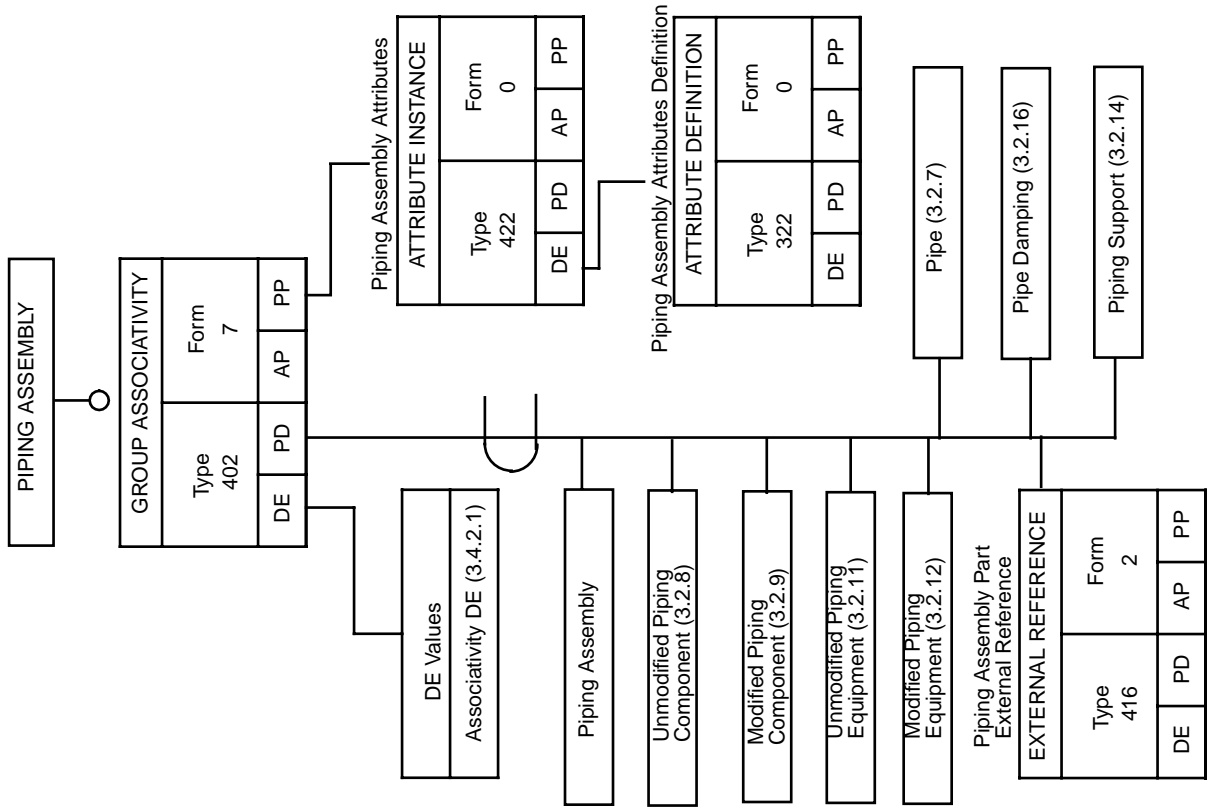 PIPING ASSEMBLY
GROUP ASSOCIATIVITY
Type
402
Form
7
DE
PD
AP
PP
DE Values
Associativity DE (3.4.2.1)
Piping Assembly Attributes
ATTRIBUTE INSTANCE
Type
422
Form
0
DE
PD
AP
PP
Piping Assembly Attributes Definition
ATTRIBUTE DEFINITION
Type
322
Form
0
DE
PD
AP
PP
Piping Assembly
Unmodified Piping
Component (3.2.8)
Modified Piping
Component (3.2.9)
Unmodified Piping
Equipment (3.2.11)
Modified Piping
Equipment (3.2.12)
Piping Assembly Part
External Reference
EXTERNAL REFERENCE
Type
416
Form
2
DE
PD
AP
PP
Pipe (3.2.7)
Pipe Damping (3.2.16)
Piping Support (3.2.14)